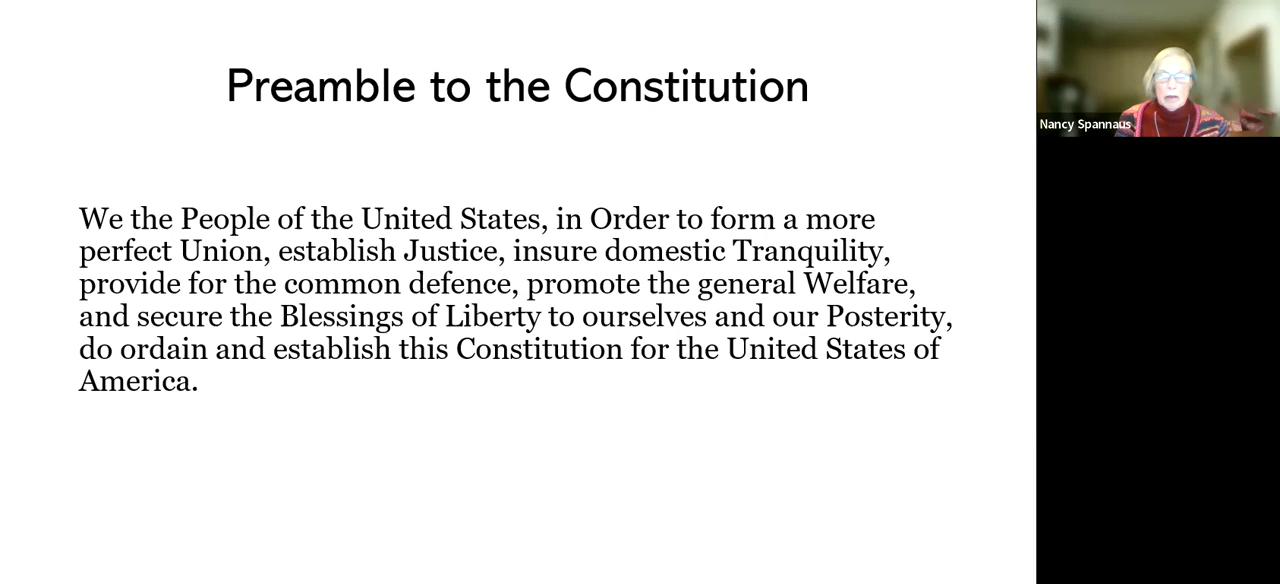 Preamble to the Constitution
We the People of the United States, in Order to form a more
perfect Union, establish Justice, insure domestic Tranquility,
provide for the common defence, promote the general Welfare,
and secure the Blessings of Liberty to ourselves and our Posterity,
do ordain and establish this Constitution for the United States of
America.
Nancy Spannaus